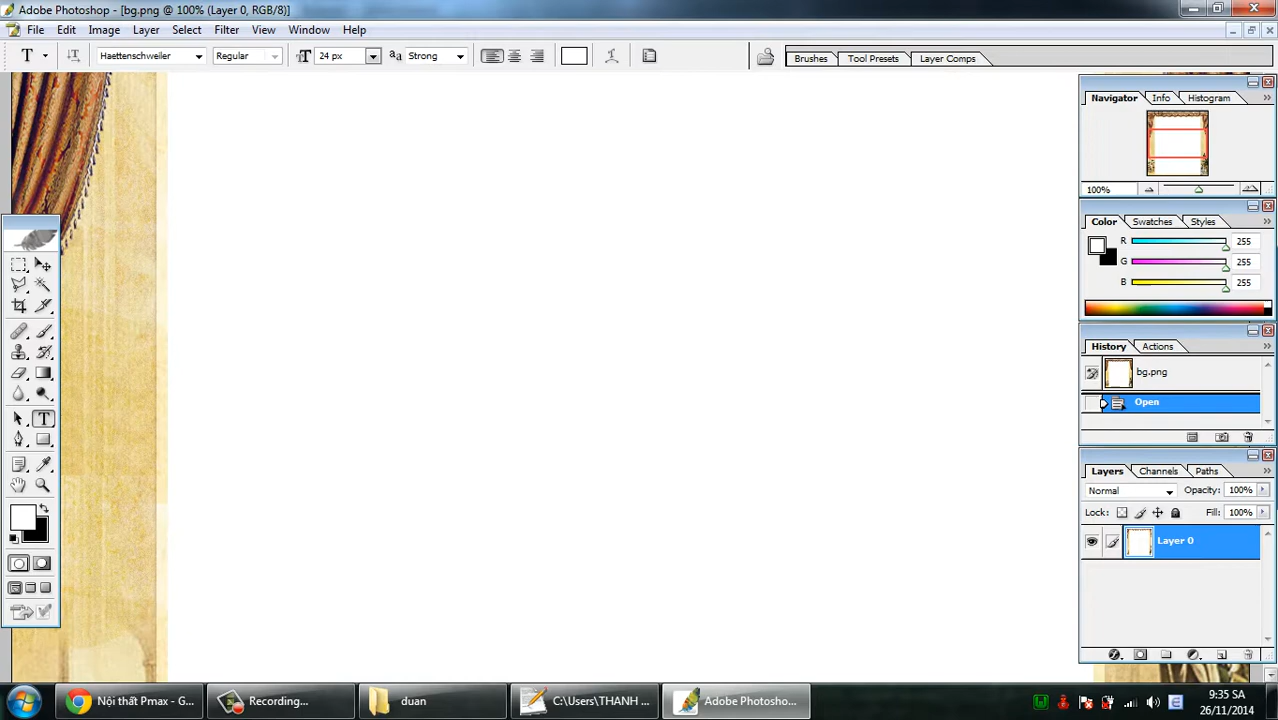 Adobe Photoshop - [bg.png @ 100% (Layer 0, RGB/8)]
File Edit Image Layer Select Filter View Window Help
T T Haettenschweiler Regular T 24 px aa Strong Brushes Tool Presets Layer Comps
Navigator Info Histogram
100%
Color Swatches Styles
R 255
G 255
B 255
History Actions
bg.png
Open
Layers Channels Paths
Normal Opacity: 100%
Lock: Fill: 100%
Layer 0
T
Nội thất Pmax - G... Recording... duan C:\Users\THANH ... Adobe Photosho... E 9:35 SA
26/11/2014